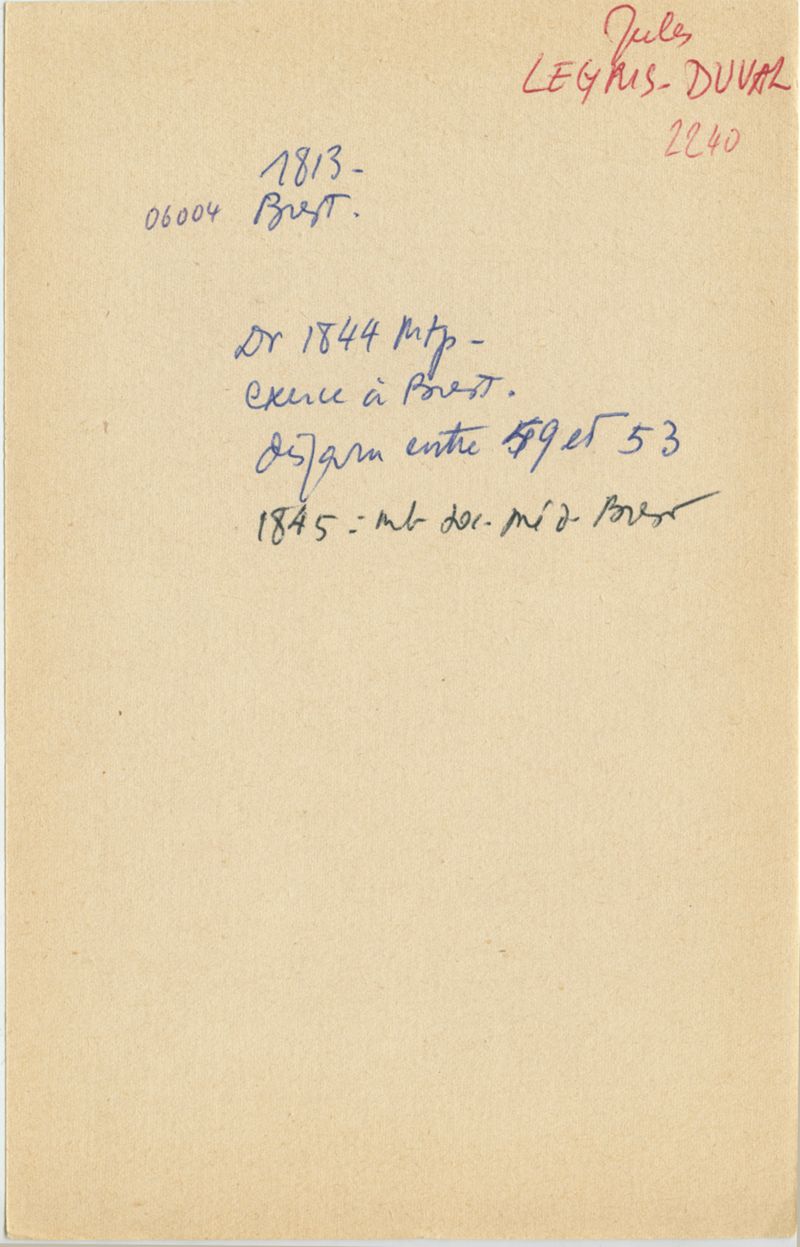 Jules
LEGRIS-DUVAL
2240
1813-
06004 Brest.
Dr 1844 Mtp-
exerce à Brest.
disparu entre 49 et 53
1845 = mb soc. méd Brest